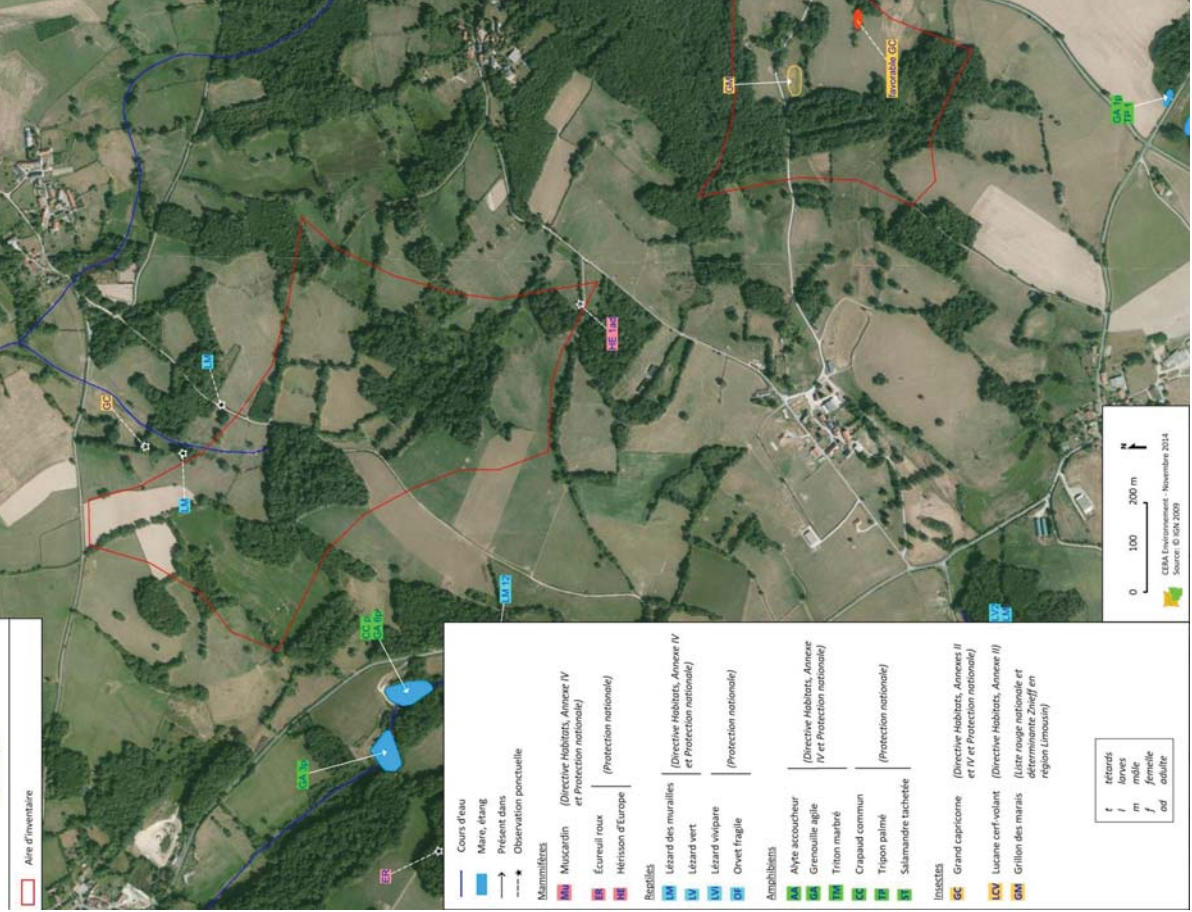 Aire d'inventaire
Cours d'eau
Mare, étang
Présent dans
Observation ponctuelle
Mammifères
Mu Muscardin (Directive Habitats, Annexe IV
et Protection nationale)
ER Écureuil roux
HE Hérisson d'Europe
(Protection nationale)
Reptiles
LM Lézard des murailles
LV Lézard vert
(Directive Habitats, Annexe IV
et Protection nationale)
LVi Lézard vivipare
OF Orvet fragile
(Protection nationale)
Amphibiens
AA Alyte accoucheur
GA Grenouille agile
TM Triton marbré
(Directive Habitats, Annexe
IV et Protection nationale)
CC Crapaud commun
TP Tripon palmé
ST Salamandre tachetée
(Protection nationale)
Insectes
GC Grand capricorne (Directive Habitats, Annexes II
et IV et Protection nationale)
LCV Lucane cerf-volant (Directive Habitats, Annexe II)
GM Grillon des marais (Liste rouge nationale et
déterminante Znieff en
région Limousin)
t têtards
l larves
m mâle
f femelle
ad adulte
ER
GA 3p
LM 12
LM
GC
LM
HE 1ad
GM
favorable GC
GA 1p
TP 1
N
0 100 200 m
CERA Environnement - Novembre 2014
Source: © IGN 2009